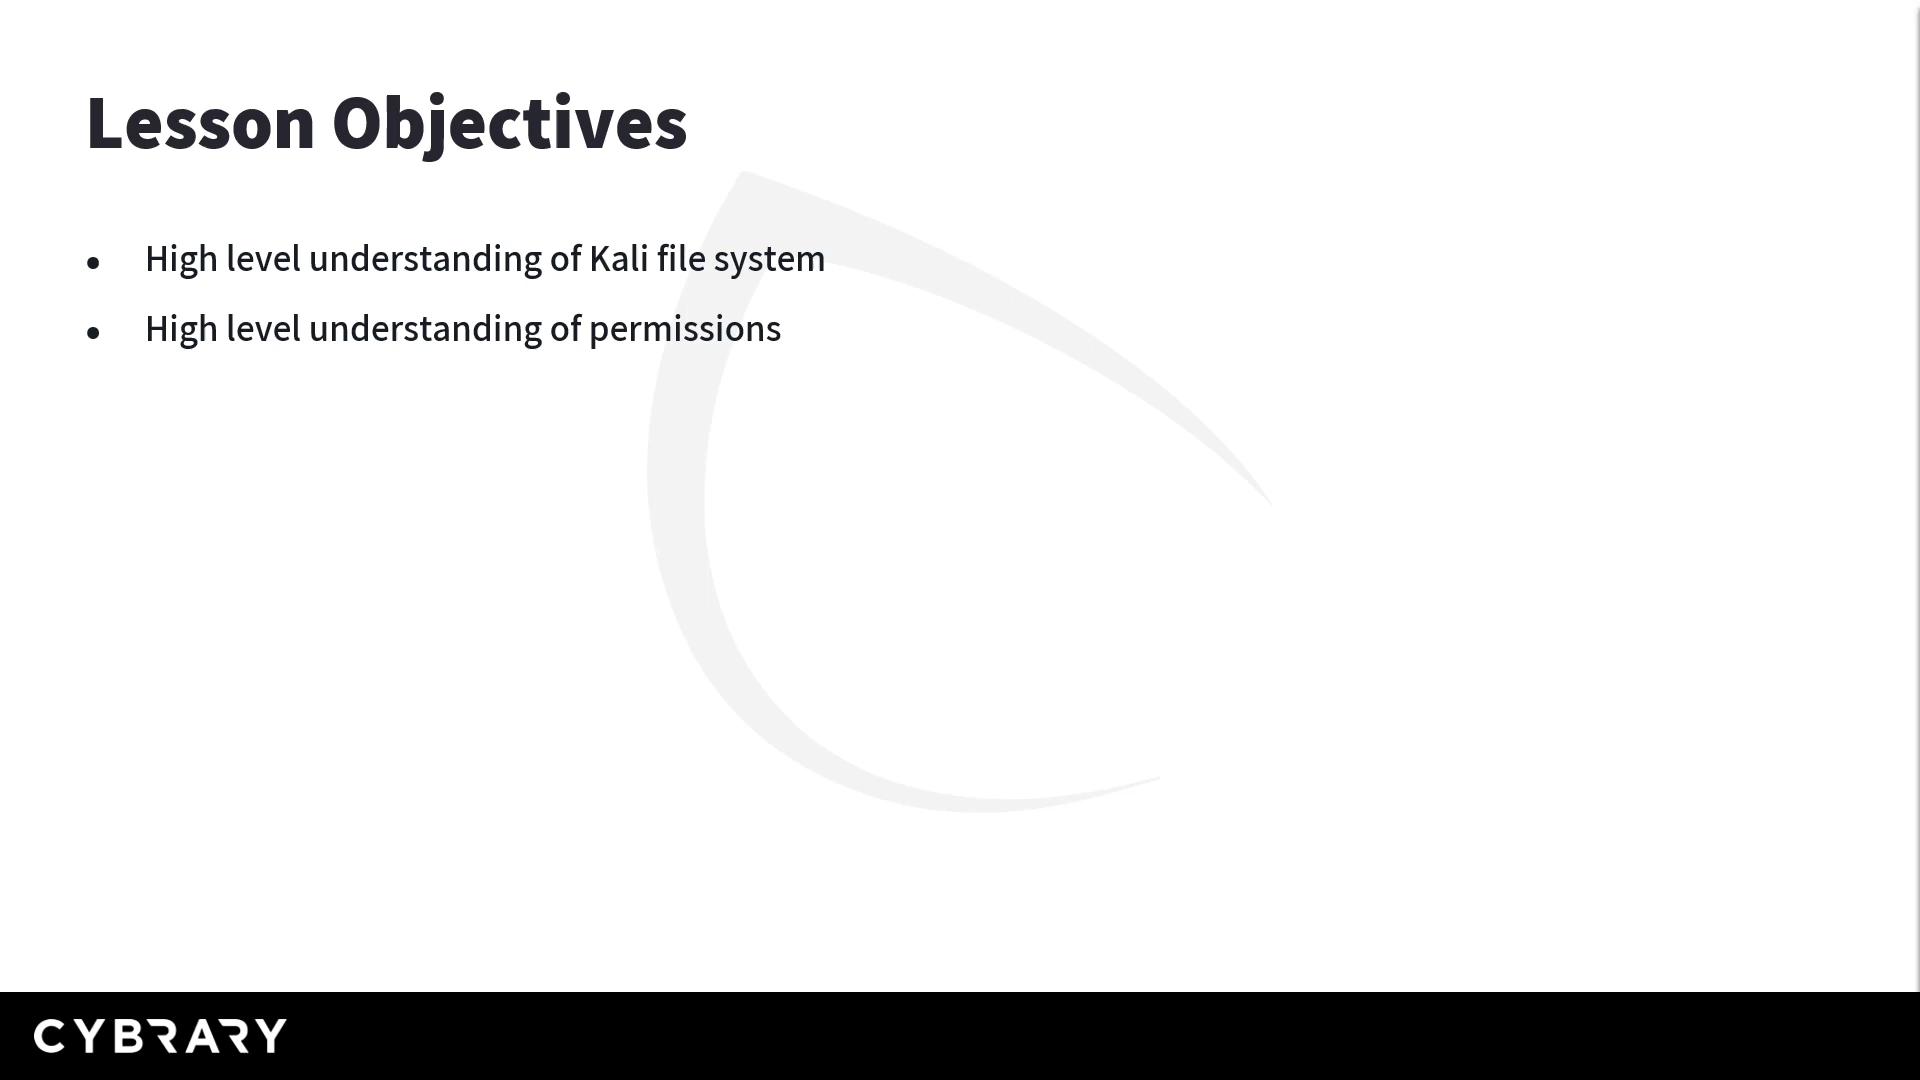 Lesson Objectives
• High level understanding of Kali file system
• High level understanding of permissions
CYBRARY